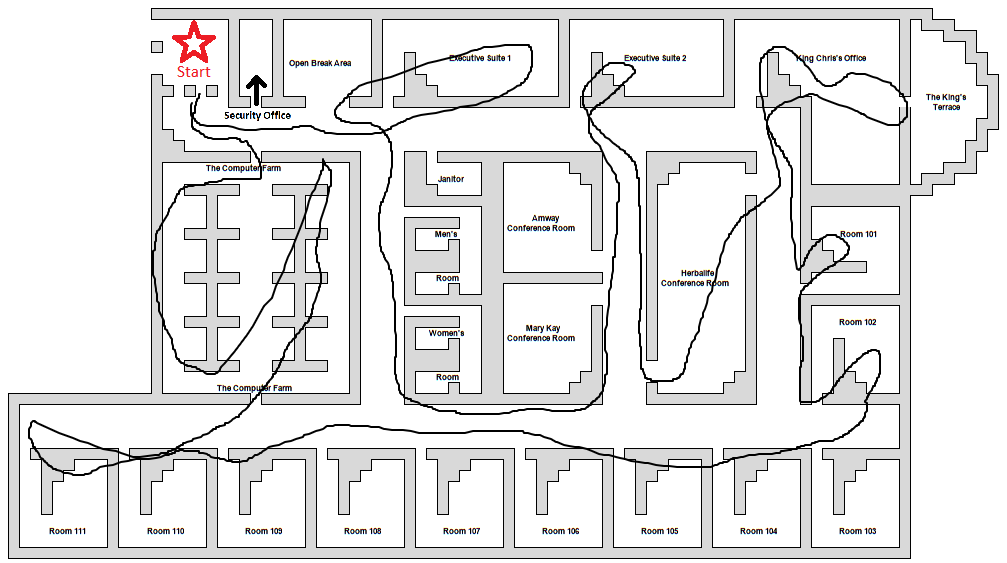 Start
Open Break Area
Executive Suite 1
Executive Suite 2
King Chris's Office
The King's
Terrace
Security Office
The Computer Farm
Janitor
Amway
Conference Room
Men's
Room
Herbalife
Conference Room
Room 101
Women's
Room
Mary Kay
Conference Room
Room 102
The Computer Farm
Room 111
Room 110
Room 109
Room 108
Room 107
Room 106
Room 105
Room 104
Room 103